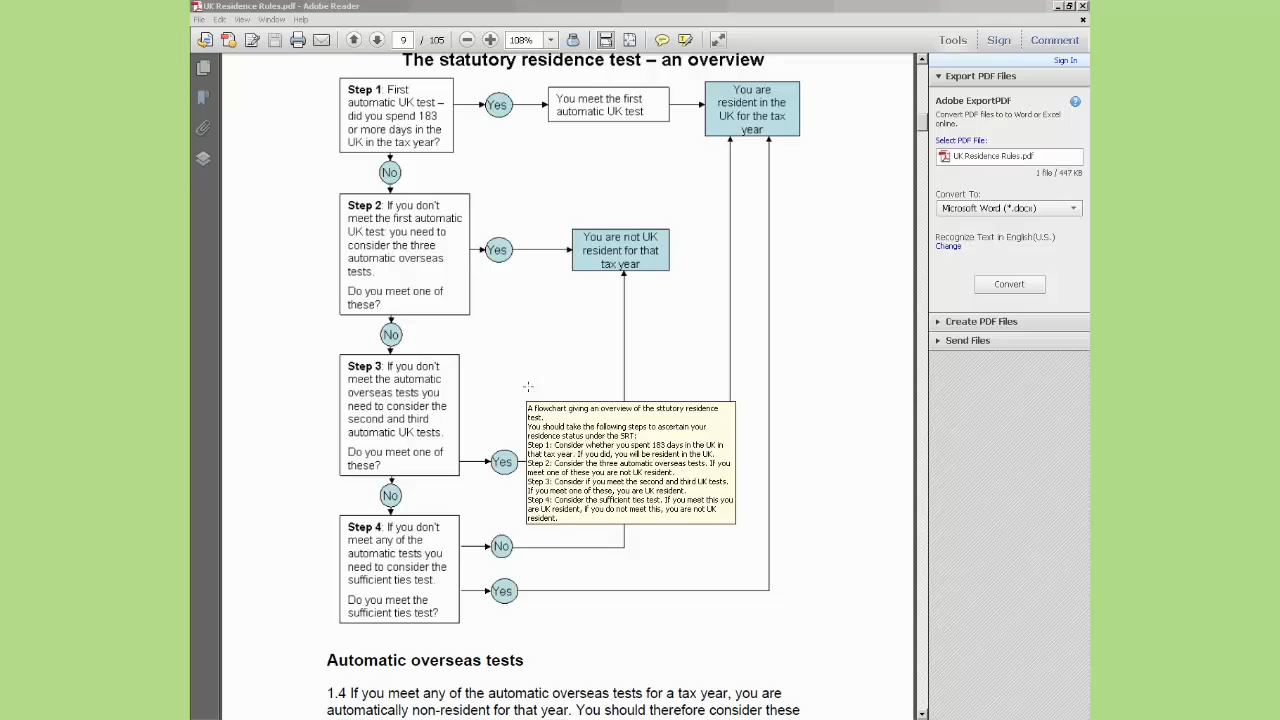 UK Residence Rules.pdf - Adobe Reader
File Edit View Window Help
9 / 105
108%
Tools Sign Comment
Sign In
Export PDF Files
Adobe ExportPDF
Convert PDF files to to Word or Excel
online.
Select PDF File:
UK Residence Rules.pdf
1 file / 447 KB
Convert To:
Microsoft Word (*.docx)
Recognize Text in English(U.S.)
Change
Convert
Create PDF Files
Send Files
The statutory residence test – an overview
Step 1: First
automatic UK test –
did you spend 183
or more days in the
UK in the tax year?
Yes
You meet the first
automatic UK test
You are
resident in the
UK for the tax
year
No
Step 2: If you don't
meet the first automatic
UK test: you need to
consider the three
automatic overseas
tests.
Do you meet one of
these?
Yes
You are not UK
resident for that
tax year
No
Step 3: If you don't
meet the automatic
overseas tests you
need to consider the
second and third
automatic UK tests.
Do you meet one of
these?
Yes
A flowchart giving an overview of the sttutory residence
test.
You should take the following steps to ascertain your
residence status under the SRT:
Step 1: Consider whether you spent 183 days in the UK in
that tax year. If you did, you will be resident in the UK.
Step 2: Consider the three automatic overseas tests. If you
meet one of these you are not UK resident.
Step 3: Consider if you meet the second and third UK tests.
If you meet one of these, you are UK resident.
Step 4: Consider the sufficient ties test. If you meet this you
are UK resident, if you do not meet this, you are not UK
resident.
No
Step 4: If you don't
meet any of the
automatic tests you
need to consider the
sufficient ties test.
Do you meet the
sufficient ties test?
No
Yes
Automatic overseas tests
1.4 If you meet any of the automatic overseas tests for a tax year, you are
automatically non-resident for that year. You should therefore consider these